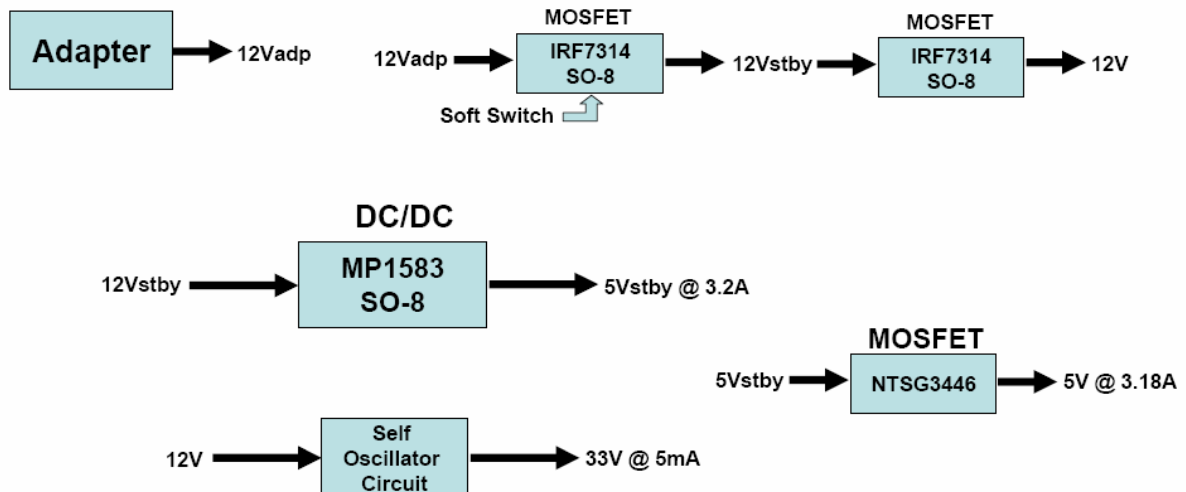 Adapter
12Vadp
12Vadp
MOSFET
IRF7314
SO-8
Soft Switch
12Vstby
MOSFET
IRF7314
SO-8
12V
DC/DC
12Vstby
MP1583
SO-8
5Vstby @ 3.2A
MOSFET
5Vstby
NTSG3446
5V @ 3.18A
12V
Self
Oscillator
Circuit
33V @ 5mA